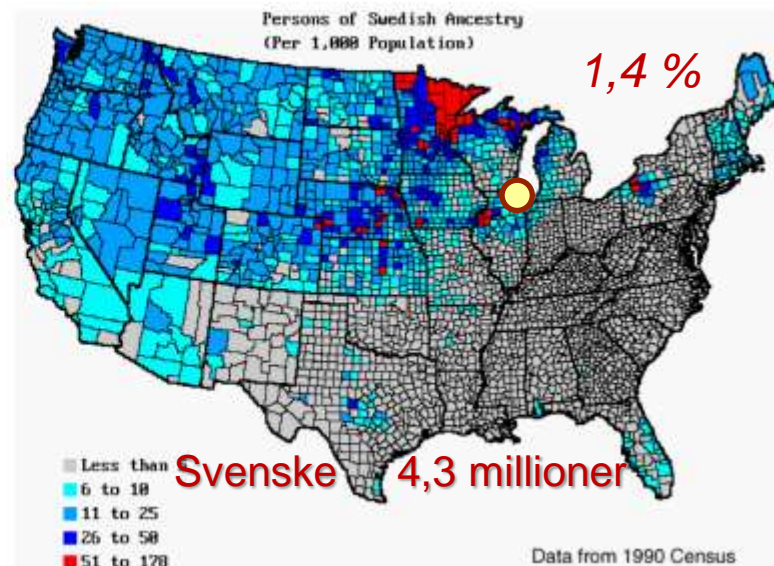 Persons of Swedish Ancestry
(Per 1,000 Population)
1,4 %
Less than
Svenske 4,3 millioner
6 to 10
11 to 25
26 to 50
51 to 178
Data from 1990 Census